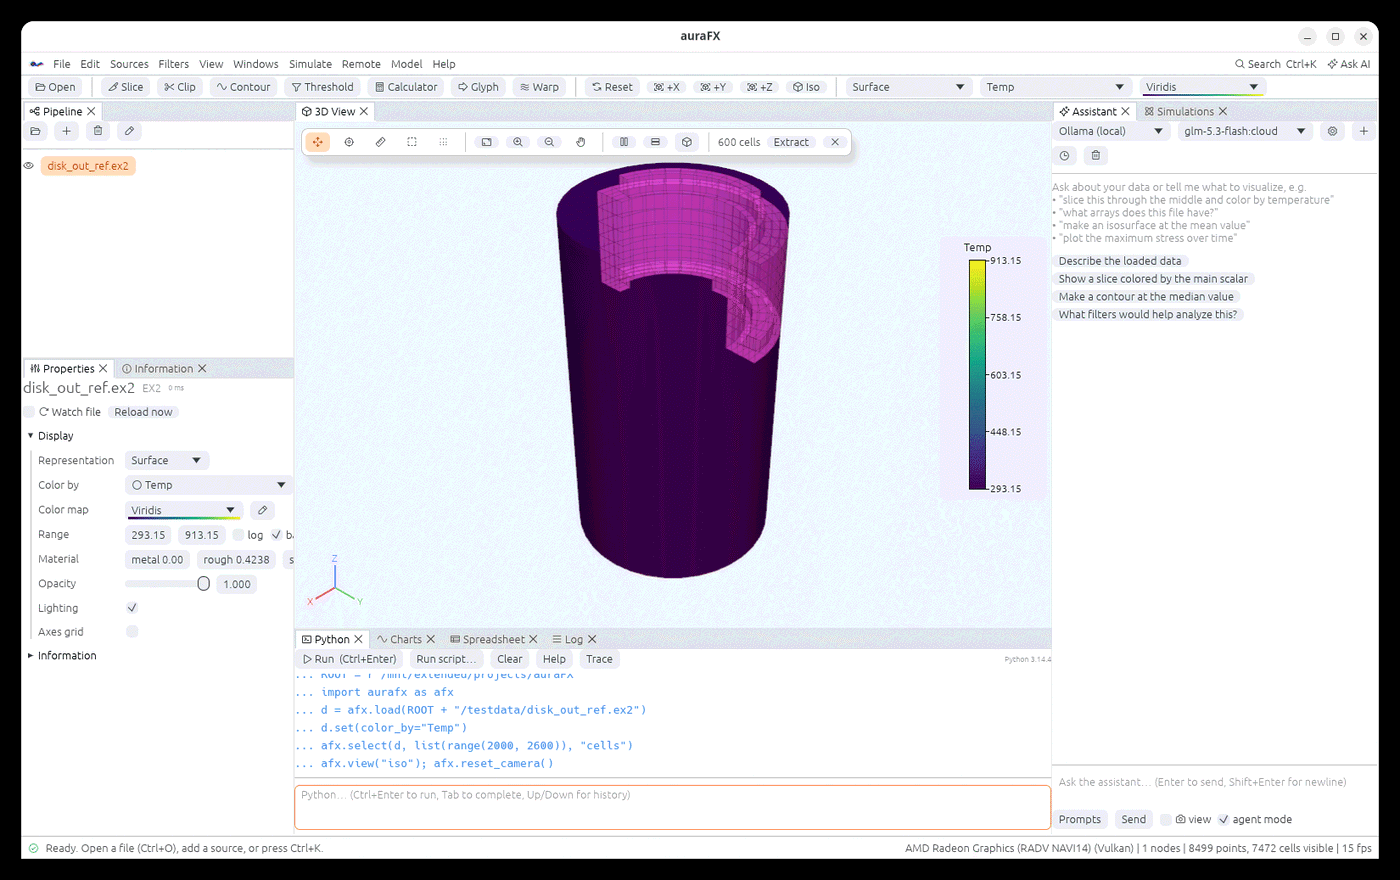 auraFX
File Edit Sources Filters View Windows Simulate Remote Model Help
Search Ctrl+K Ask AI
Open Slice Clip Contour Threshold Calculator Glyph Warp Reset +X +Y +Z Iso Surface Temp Viridis
Pipeline
disk_out_ref.ex2
Properties Information
disk_out_ref.ex2 EX2 0 ms
Watch file Reload now
Display
Representation Surface
Color by Temp
Color map Viridis
Range 293.15 913.15 log
Material metal 0.00 rough 0.4238
Opacity 1.000
Lighting
Axes grid
Information
3D View
600 cells Extract
Temp
913.15
758.15
603.15
448.15
293.15
Z
X
Y
Python Charts Spreadsheet Log
Run (Ctrl+Enter) Run script... Clear Help Trace
Python 3.14.4
... ROOT = r"/mnt/extended/projects/auraFX"
... import aurafx as afx
... d = afx.load(ROOT + "/testdata/disk_out_ref.ex2")
... d.set(color_by="Temp")
... afx.select(d, list(range(2000, 2600)), "cells")
... afx.view("iso"); afx.reset_camera()
Python... (Ctrl+Enter to run, Tab to complete, Up/Down for history)
Assistant Simulations
Ollama (local) glm-5.3-flash:cloud
Ask about your data or tell me what to visualize, e.g.
• "slice this through the middle and color by temperature"
• "what arrays does this file have?"
• "make an isosurface at the mean value"
• "plot the maximum stress over time"
Describe the loaded data
Show a slice colored by the main scalar
Make a contour at the median value
What filters would help analyze this?
Ask the assistant... (Enter to send, Shift+Enter for newline)
Prompts Send view agent mode
Ready. Open a file (Ctrl+O), add a source, or press Ctrl+K.
AMD Radeon Graphics (RADV NAVI14) (Vulkan) | 1 nodes | 8499 points, 7472 cells visible | 15 fps